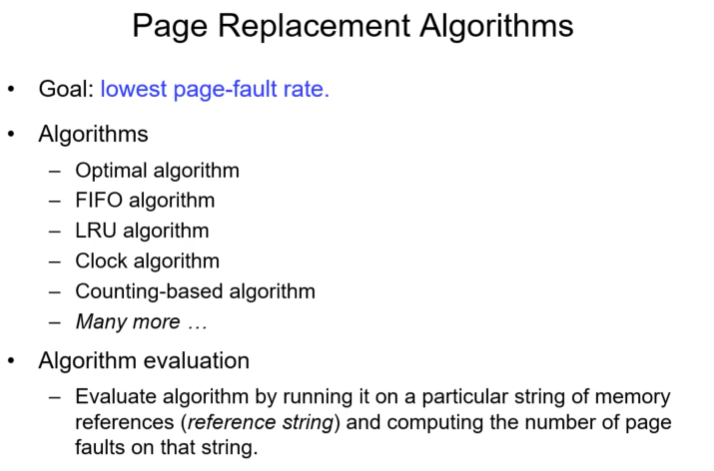 Page Replacement Algorithms
• Goal: lowest page-fault rate.
• Algorithms
– Optimal algorithm
– FIFO algorithm
– LRU algorithm
– Clock algorithm
– Counting-based algorithm
– Many more …
• Algorithm evaluation
– Evaluate algorithm by running it on a particular string of memory
references (reference string) and computing the number of page
faults on that string.